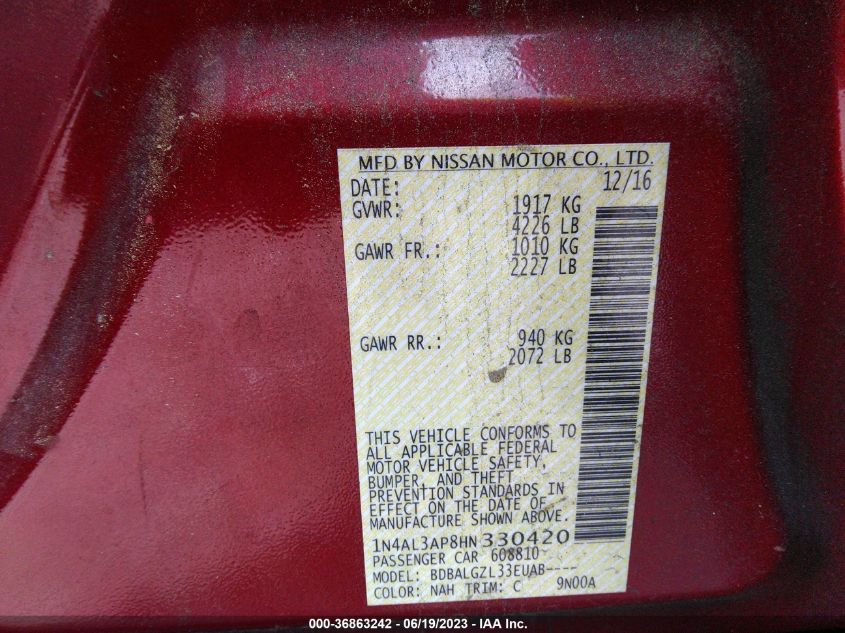 MFD BY NISSAN MOTOR CO., LTD.
DATE: 12/16
GVWR: 1917 KG
4226 LB
GAWR FR.: 1010 KG
2227 LB
GAWR RR.: 940 KG
2072 LB
THIS VEHICLE CONFORMS TO
ALL APPLICABLE FEDERAL
MOTOR VEHICLE SAFETY,
BUMPER, AND THEFT
PREVENTION STANDARDS IN
EFFECT ON THE DATE OF
MANUFACTURE SHOWN ABOVE.
1N4AL3AP8HN330420
PASSENGER CAR 608810
MODEL: BDBALGZL33EUAB----
COLOR: NAH TRIM: C 9N00A
000-36863242 - 06/19/2023 - IAA Inc.